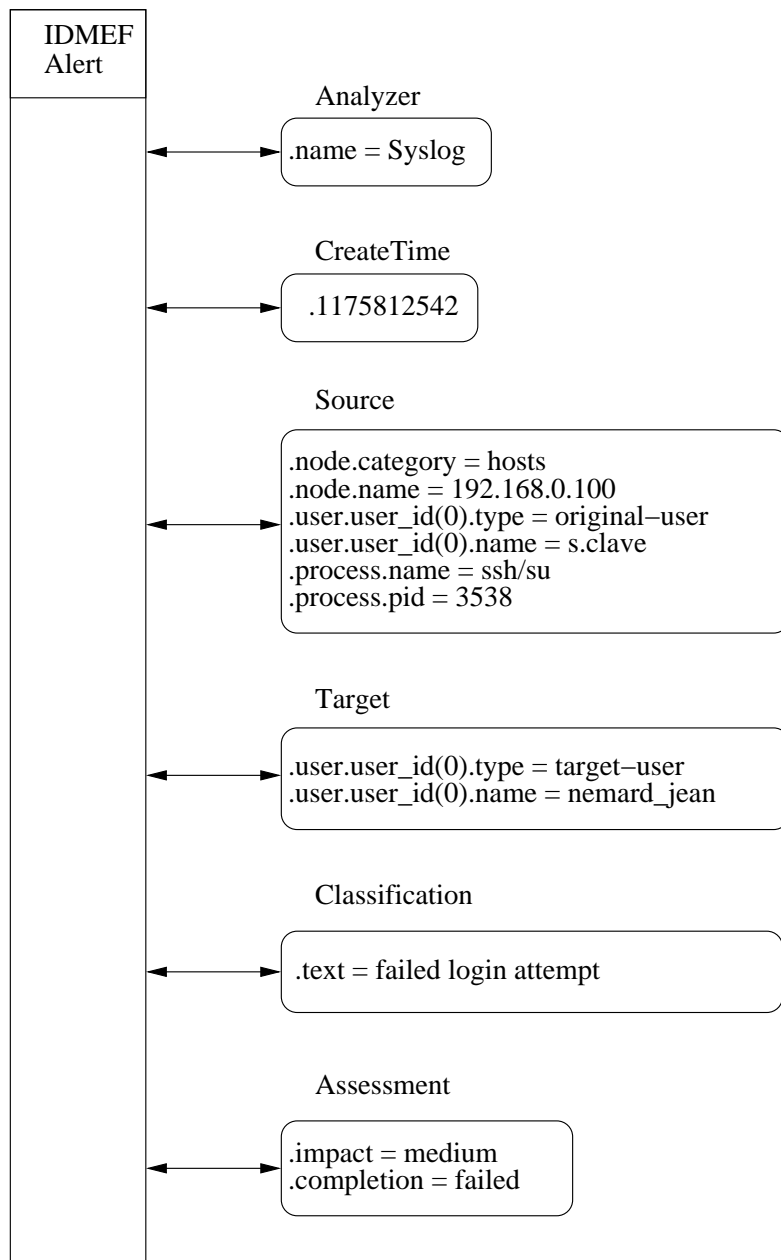 IDMEF
Alert
Analyzer
.name = Syslog
CreateTime
.1175812542
Source
.node.category = hosts
.node.name = 192.168.0.100
.user.user_id(0).type = original−user
.user.user_id(0).name = s.clave
.process.name = ssh/su
.process.pid = 3538
Target
.user.user_id(0).type = target−user
.user.user_id(0).name = nemard_jean
Classification
.text = failed login attempt
Assessment
.impact = medium
.completion = failed